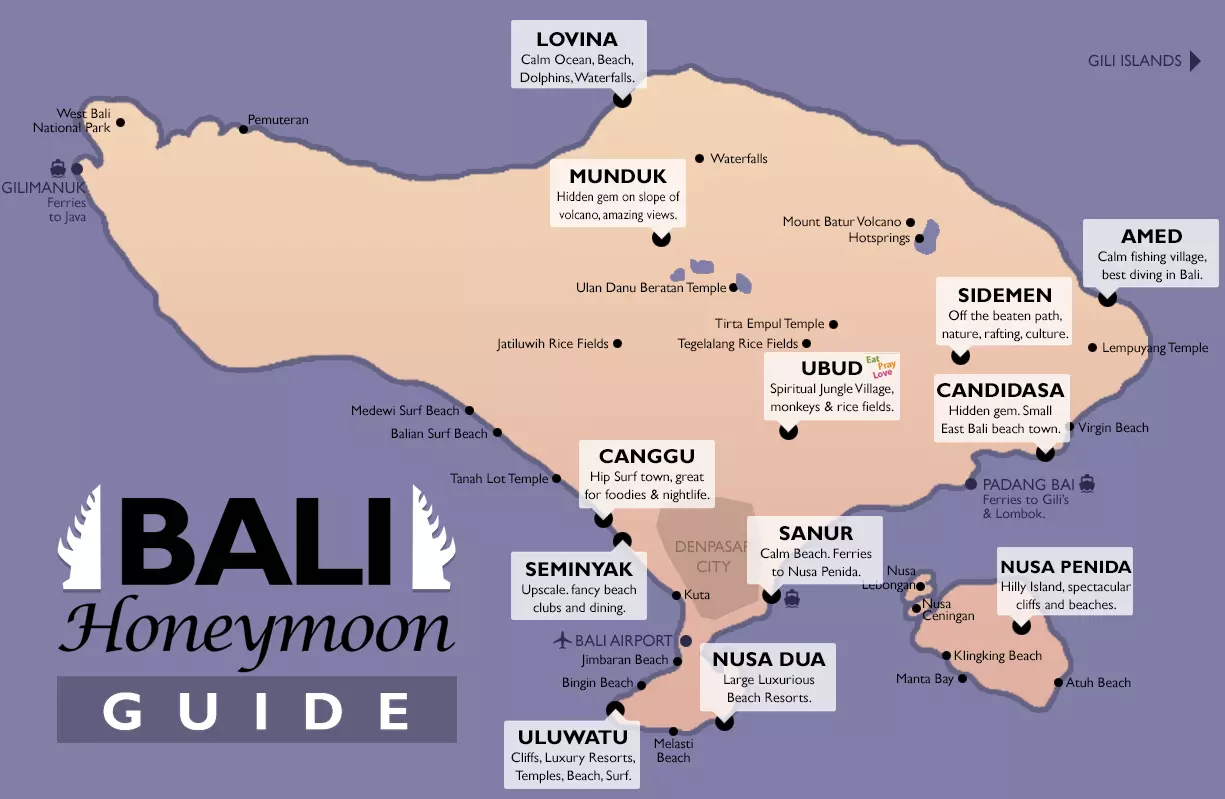 LOVINA
Calm Ocean, Beach,
Dolphins, Waterfalls.
GILI ISLANDS
West Bali
National Park
Pemuteran
GILIMANUK
Ferries
to Java
Waterfalls
MUNDUK
Hidden gem on slope of
volcano, amazing views.
Mount Batur Volcano
Hotsprings
AMED
Calm fishing village,
best diving in Bali.
Ulan Danu Beratan Temple
SIDEMEN
Off the beaten path,
nature, rafting, culture.
Tirta Empul Temple
Jatiluwih Rice Fields
Tegelalang Rice Fields
Lempuyang Temple
UBUD
Eat
Pray
Love
Spiritual Jungle Village,
monkeys & rice fields.
CANDIDASA
Hidden gem. Small
East Bali beach town.
Medewi Surf Beach
Balian Surf Beach
Virgin Beach
Tanah Lot Temple
CANGGU
Hip Surf town, great
for foodies & nightlife.
PADANG BAI
Ferries to Gili's
& Lombok.
DENPASAR
CITY
SANUR
Calm Beach. Ferries
to Nusa Penida.
SEMINYAK
Upscale. fancy beach
clubs and dining.
Kuta
Nusa
Lebongan
Nusa
Ceningan
NUSA PENIDA
Hilly Island, spectacular
cliffs and beaches.
BALI AIRPORT
Jimbaran Beach
Bingin Beach
NUSA DUA
Large Luxurious
Beach Resorts.
Klingking Beach
Manta Bay
Atuh Beach
ULUWATU
Cliffs, Luxury Resorts,
Temples, Beach, Surf.
Melasti
Beach
BALI
Honeymoon
GUIDE